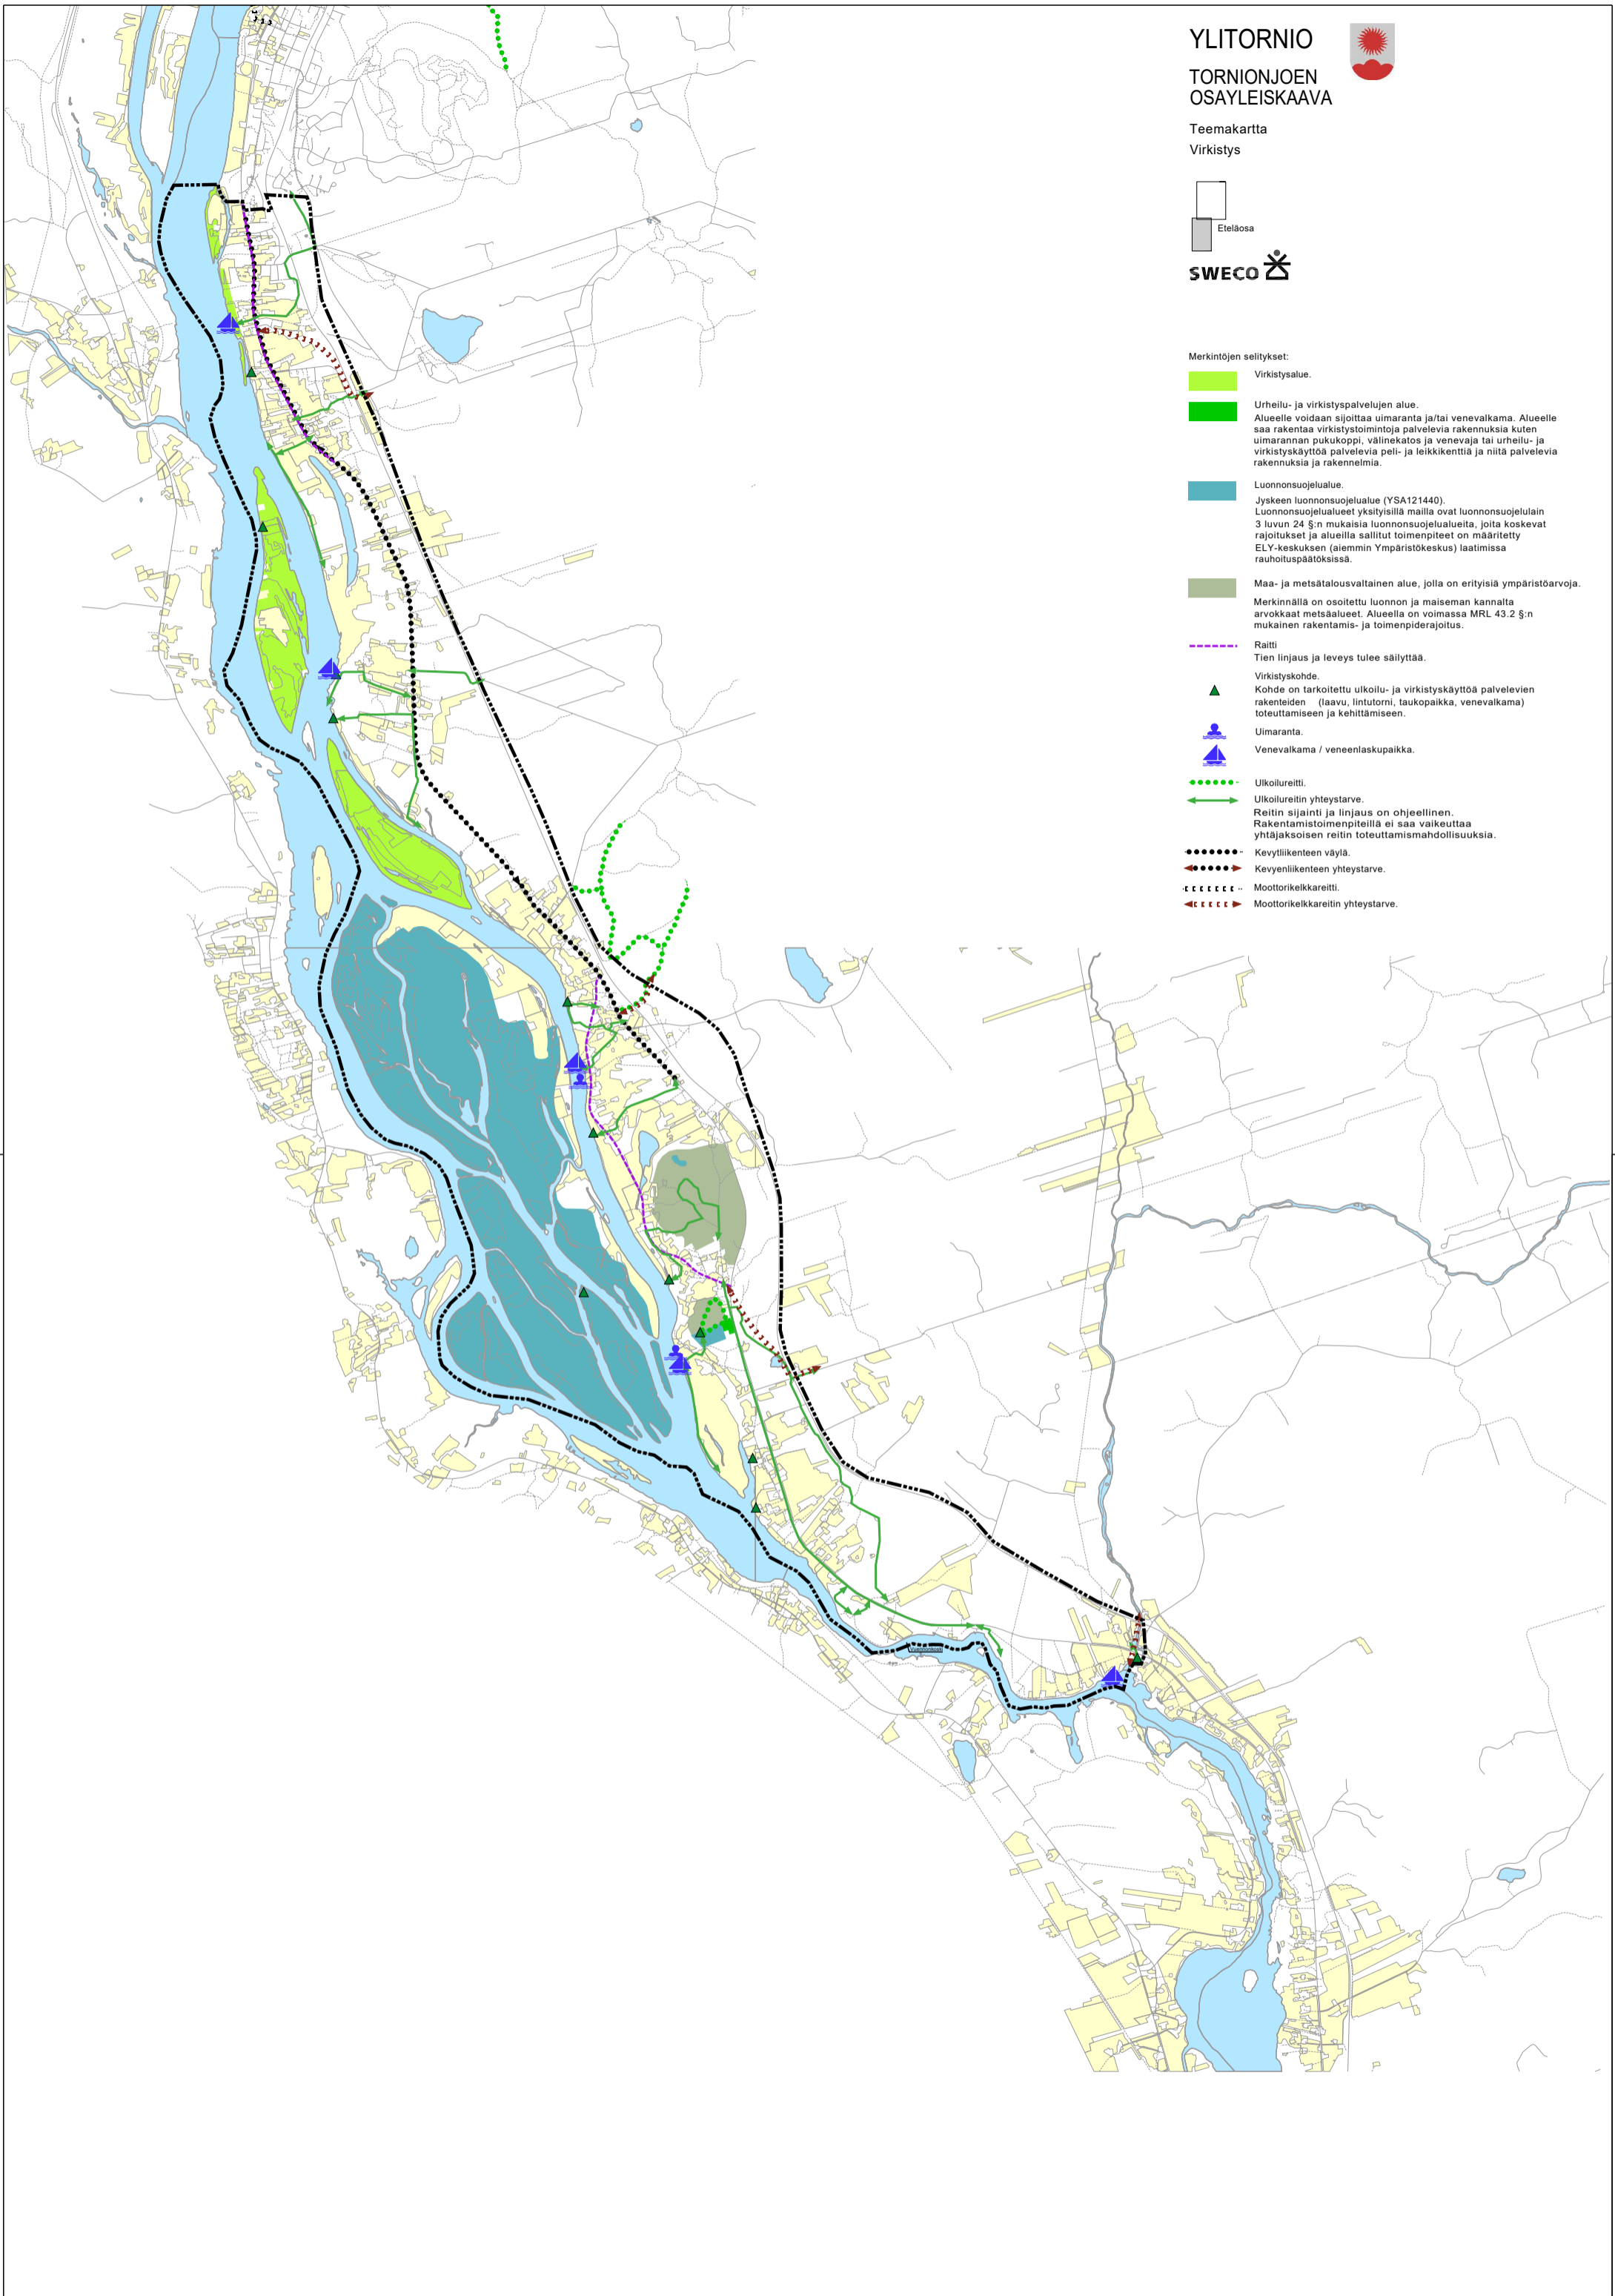 YLITORNIO
TORNIONJOEN
OSAYLEISKAAVA
Teemakartta
Virkistys
Eteläosa
SWECO
Merkintöjen selitykset:
Virkistysalue.
Urheilu- ja virkistyspalvelujen alue.
Alueelle voidaan sijoittaa uimaranta ja/tai venevalkama. Alueelle
saa rakentaa virkistystoimintoja palvelevia rakennuksia kuten
uimarannan pukukoppi, välinekatos ja venevaja tai urheilu- ja
virkistyskäyttöä palvelevia peli- ja leikkikenttiä ja niitä palvelevia
rakennuksia ja rakennelmia.
Luonnonsuojelualue.
Jyskeen luonnonsuojelualue (YSA121440).
Luonnonsuojelualueet yksityisillä mailla ovat luonnonsuojelulain
3 luvun 24 §:n mukaisia luonnonsuojelualueita, joita koskevat
rajoitukset ja alueilla sallitut toimenpiteet on määritetty
ELY-keskuksen (aiemmin Ympäristökeskus) laatimissa
rauhoituspäätöksissä.
Maa- ja metsätalousvaltainen alue, jolla on erityisiä ympäristöarvoja.
Merkinnällä on osoitettu luonnon ja maiseman kannalta
arvokkaat metsäalueet. Alueella on voimassa MRL 43.2 §:n
mukainen rakentamis- ja toimenpiderajoitus.
Raitti
Tien linjaus ja leveys tulee säilyttää.
Virkistyskohde.
Kohde on tarkoitettu ulkoilu- ja virkistyskäyttöä palvelevien
rakenteiden (laavu, lintutorni, taukopaikka, venevalkama)
toteuttamiseen ja kehittämiseen.
Uimaranta.
Venevalkama / veneenlaskupaikka.
Ulkoilureitti.
Ulkoilureitin yhteystarve.
Reitin sijainti ja linjaus on ohjeellinen.
Rakentamistoimenpiteillä ei saa vaikeuttaa
yhtäjaksoisen reitin toteuttamismahdollisuuksia.
Kevytliikenteen väylä.
Kevyenliikenteen yhteystarve.
Moottorikelkkareitti.
Moottorikelkkareitin yhteystarve.